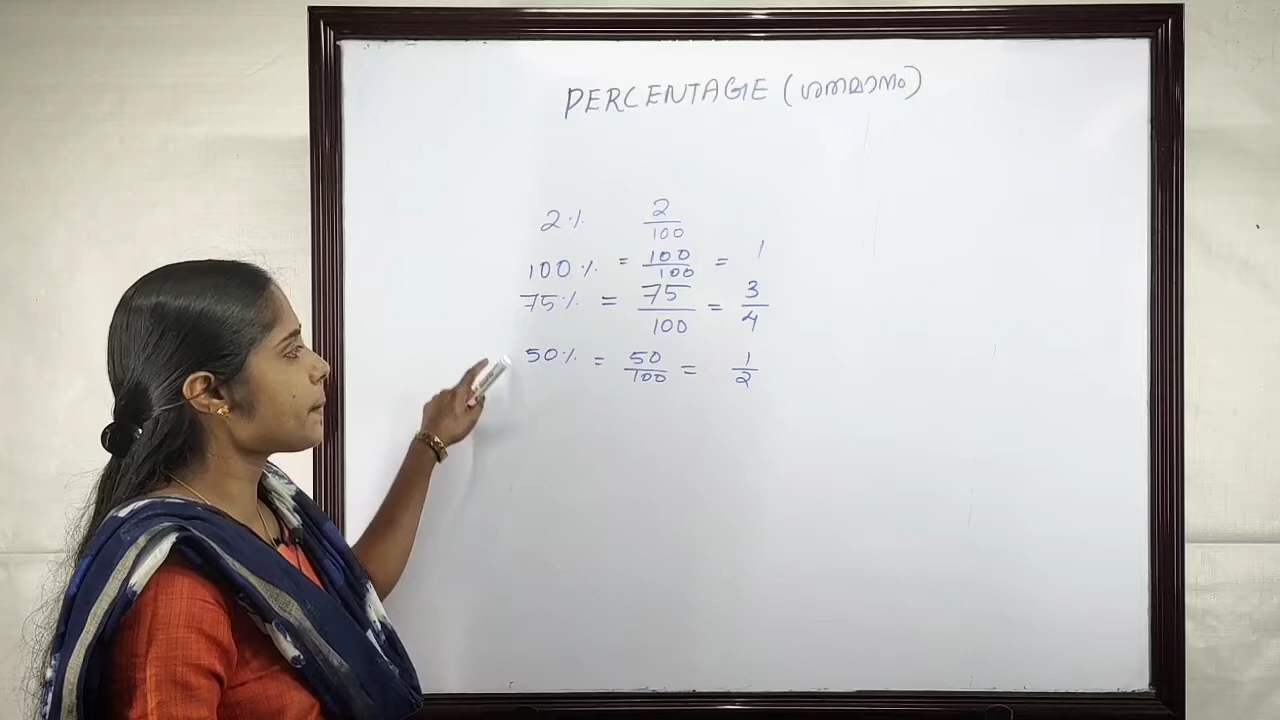 PERCENTAGE (ശതമാനം)
2% 2/100
100% = 100/100 = 1
75% = 75/100 = 3/4
50% = 50/100 = 1/2